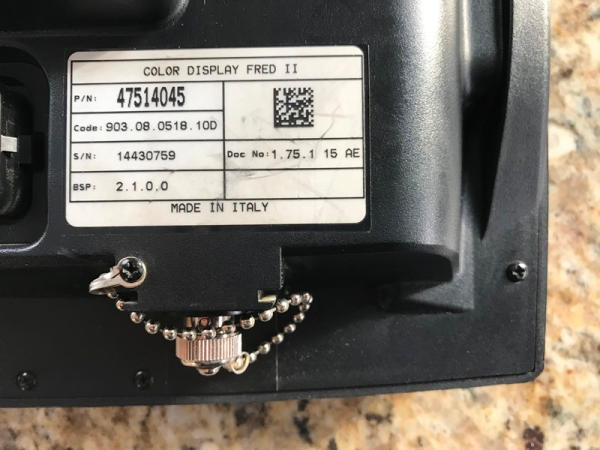 COLOR DISPLAY FRED II
P/N: 47514045
Code: 903.08.0518.10D
S/N: 14430759
Doc No: 1.75.1 15 AE
BSP: 2.1.0.0
MADE IN ITALY